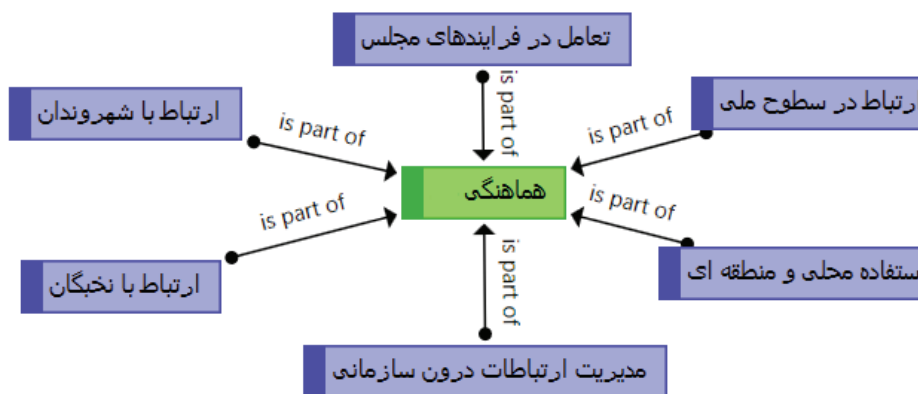 تعامل در فرایندهای مجلس
is part of
ارتباط با شهروندان
is part of
ارتباط در سطوح ملی
is part of
هماهنگی
ارتباط با نخبگان
is part of
محلی و منطقه ای
is part of
مدیریت ارتباطات درون سازمانی
is part of